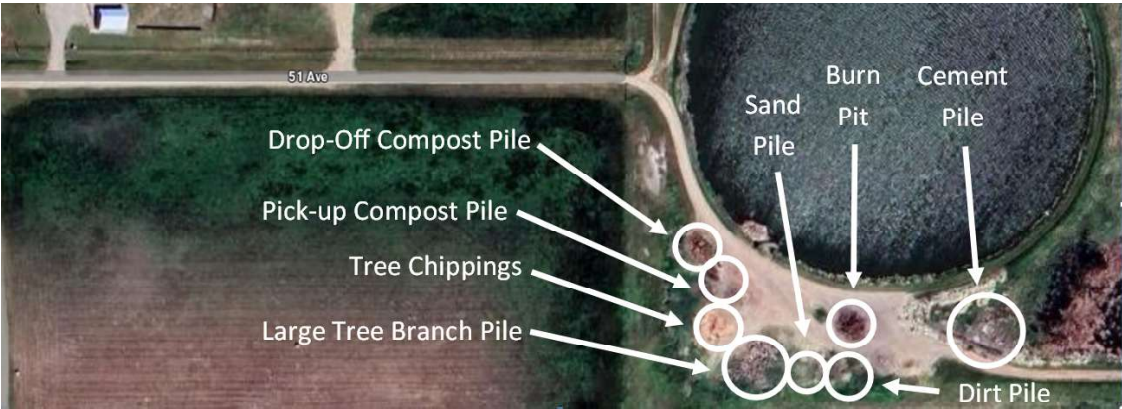 51 Ave
Burn
Pit
Cement
Pile
Sand
Pile
Drop-Off Compost Pile
Pick-up Compost Pile
Tree Chippings
Large Tree Branch Pile
Dirt Pile